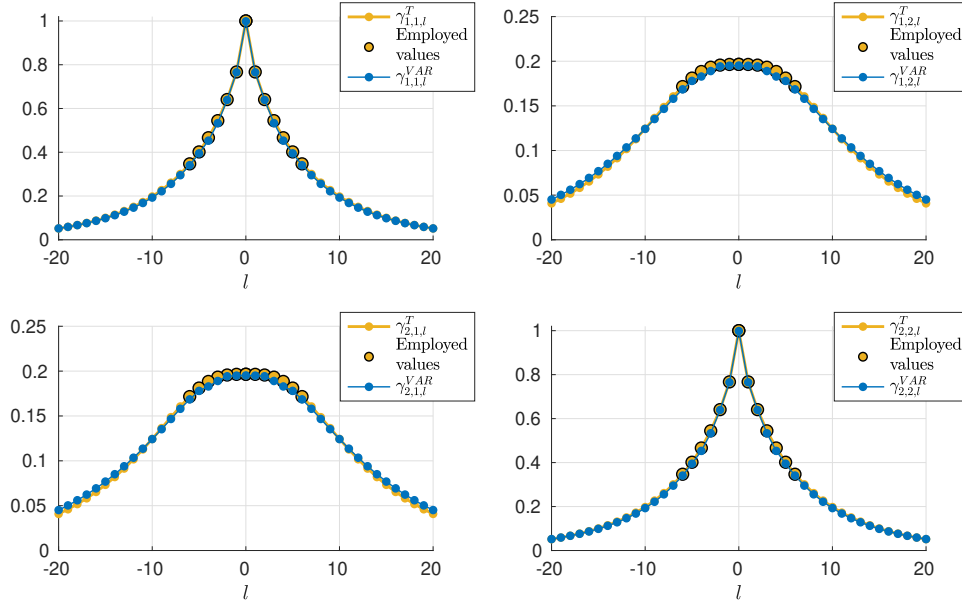 1
0.8
0.6
0.4
0.2
0
-20
-10
0
10
20
l
γ^T_{1,1,l}
Employed
values
γ^{VAR}_{1,1,l}
0.25
0.2
0.15
0.1
0.05
0
-20
-10
0
10
20
l
γ^T_{1,2,l}
Employed
values
γ^{VAR}_{1,2,l}
0.25
0.2
0.15
0.1
0.05
0
-20
-10
0
10
20
l
γ^T_{2,1,l}
Employed
values
γ^{VAR}_{2,1,l}
1
0.8
0.6
0.4
0.2
0
-20
-10
0
10
20
l
γ^T_{2,2,l}
Employed
values
γ^{VAR}_{2,2,l}